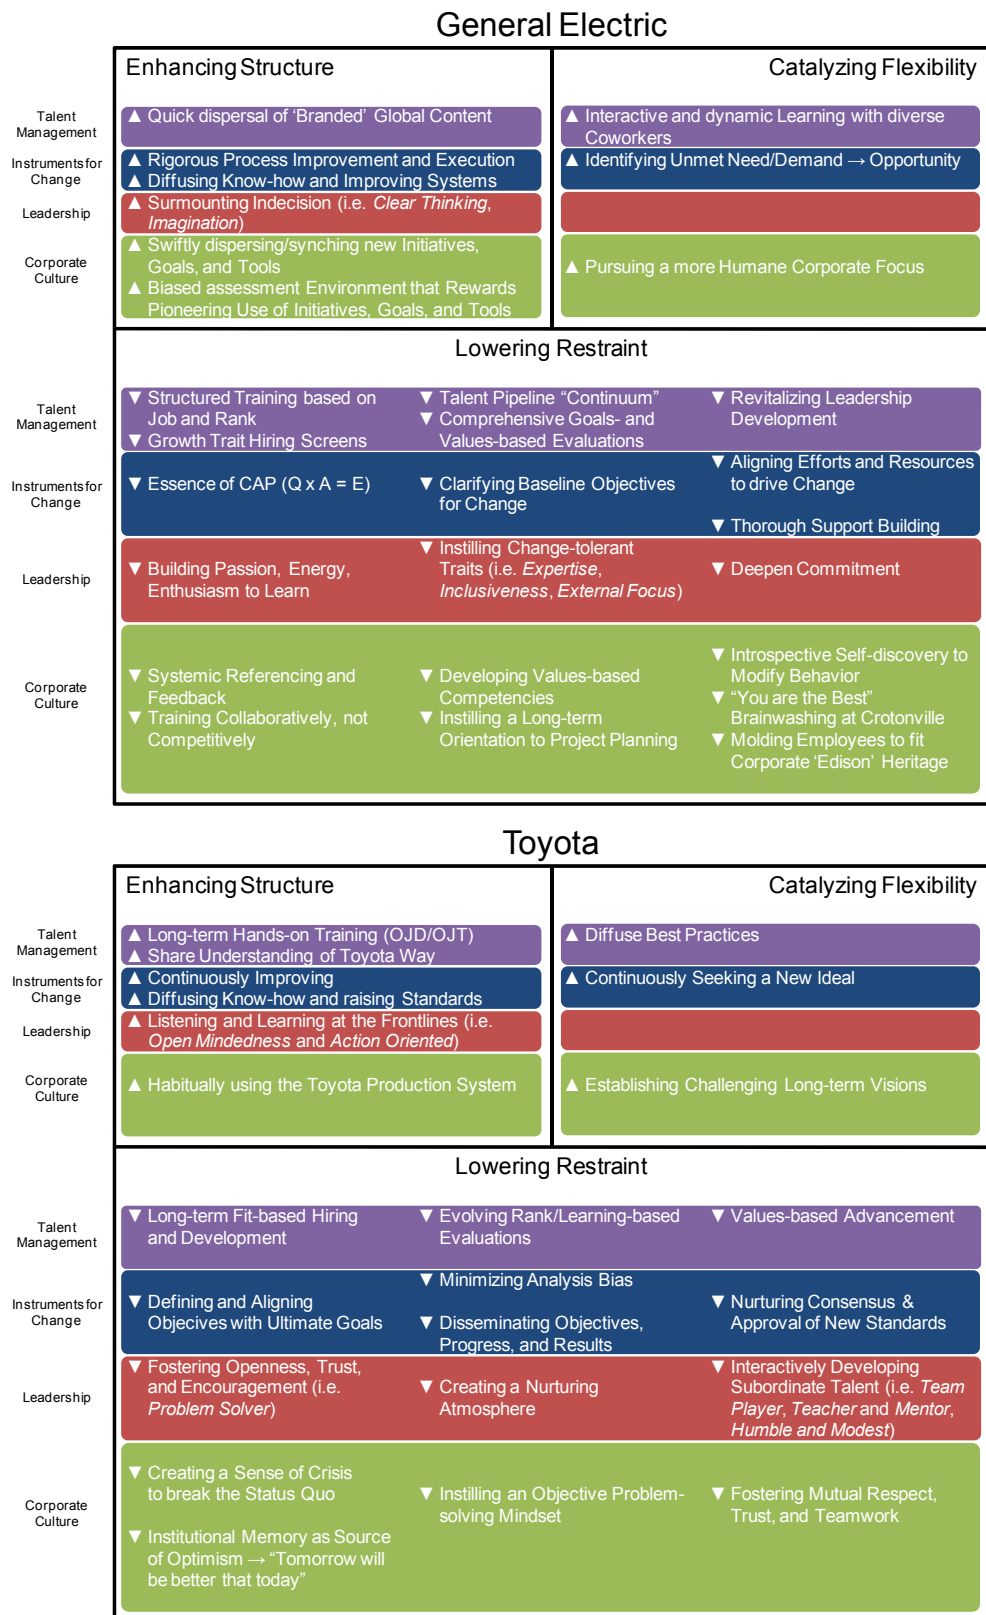 General Electric
Enhancing Structure
Catalyzing Flexibility
Talent
Management
▲ Quick dispersal of ‘Branded’ Global Content
▲ Interactive and dynamic Learning with diverse
Coworkers
Instruments for
Change
▲ Rigorous Process Improvement and Execution
▲ Diffusing Know-how and Improving Systems
▲ Identifying Unmet Need/Demand → Opportunity
Leadership
▲ Surmounting Indecision (i.e. Clear Thinking,
Imagination)
Corporate
Culture
▲ Swiftly dispersing/synching new Initiatives,
Goals, and Tools
▲ Biased assessment Environment that Rewards
Pioneering Use of Initiatives, Goals, and Tools
▲ Pursuing a more Humane Corporate Focus
Lowering Restraint
Talent
Management
▼ Structured Training based on
Job and Rank
▼ Growth Trait Hiring Screens
▼ Talent Pipeline “Continuum”
▼ Comprehensive Goals- and
Values-based Evaluations
▼ Revitalizing Leadership
Development
Instruments for
Change
▼ Essence of CAP (Q x A = E)
▼ Clarifying Baseline Objectives
for Change
▼ Aligning Efforts and Resources
to drive Change
▼ Thorough Support Building
Leadership
▼ Building Passion, Energy,
Enthusiasm to Learn
▼ Instilling Change-tolerant
Traits (i.e. Expertise,
Inclusiveness, External Focus)
▼ Deepen Commitment
Corporate
Culture
▼ Systemic Referencing and
Feedback
▼ Training Collaboratively, not
Competitively
▼ Developing Values-based
Competencies
▼ Instilling a Long-term
Orientation to Project Planning
▼ Introspective Self-discovery to
Modify Behavior
▼ “You are the Best”
Brainwashing at Crotonville
▼ Molding Employees to fit
Corporate ‘Edison’ Heritage
Toyota
Enhancing Structure
Catalyzing Flexibility
Talent
Management
▲ Long-term Hands-on Training (OJD/OJT)
▲ Share Understanding of Toyota Way
▲ Diffuse Best Practices
Instruments for
Change
▲ Continuously Improving
▲ Diffusing Know-how and raising Standards
▲ Continuously Seeking a New Ideal
Leadership
▲ Listening and Learning at the Frontlines (i.e.
Open Mindedness and Action Oriented)
Corporate
Culture
▲ Habitually using the Toyota Production System
▲ Establishing Challenging Long-term Visions
Lowering Restraint
Talent
Management
▼ Long-term Fit-based Hiring
and Development
▼ Evolving Rank/Learning-based
Evaluations
▼ Values-based Advancement
Instruments for
Change
▼ Defining and Aligning
Objecives with Ultimate Goals
▼ Minimizing Analysis Bias
▼ Disseminating Objectives,
Progress, and Results
▼ Nurturing Consensus &
Approval of New Standards
Leadership
▼ Fostering Openness, Trust,
and Encouragement (i.e.
Problem Solver)
▼ Creating a Nurturing
Atmosphere
▼ Interactively Developing
Subordinate Talent (i.e. Team
Player, Teacher and Mentor,
Humble and Modest)
Corporate
Culture
▼ Creating a Sense of Crisis
to break the Status Quo
▼ Institutional Memory as Source
of Optimism → “Tomorrow will
be better that today”
▼ Instilling an Objective Problem-
solving Mindset
▼ Fostering Mutual Respect,
Trust, and Teamwork